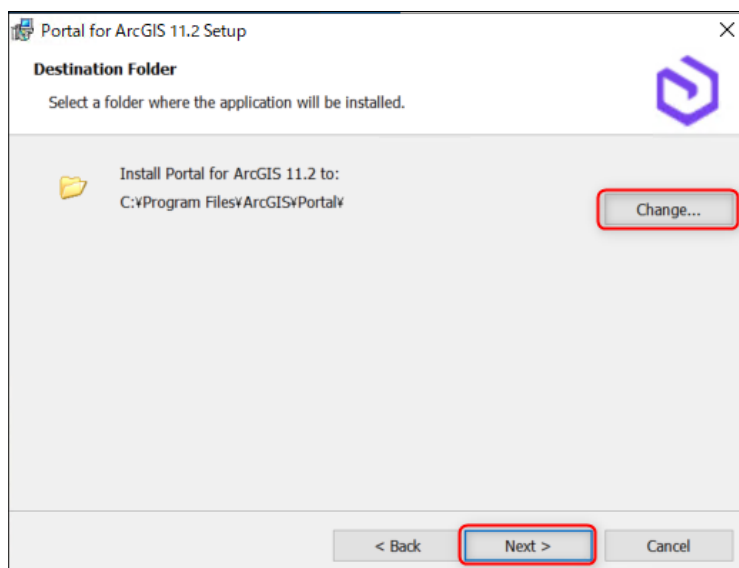 Portal for ArcGIS 11.2 Setup
Destination Folder
Select a folder where the application will be installed.
Install Portal for ArcGIS 11.2 to:
C:¥Program Files¥ArcGIS¥Portal¥
Change...
< Back
Next >
Cancel